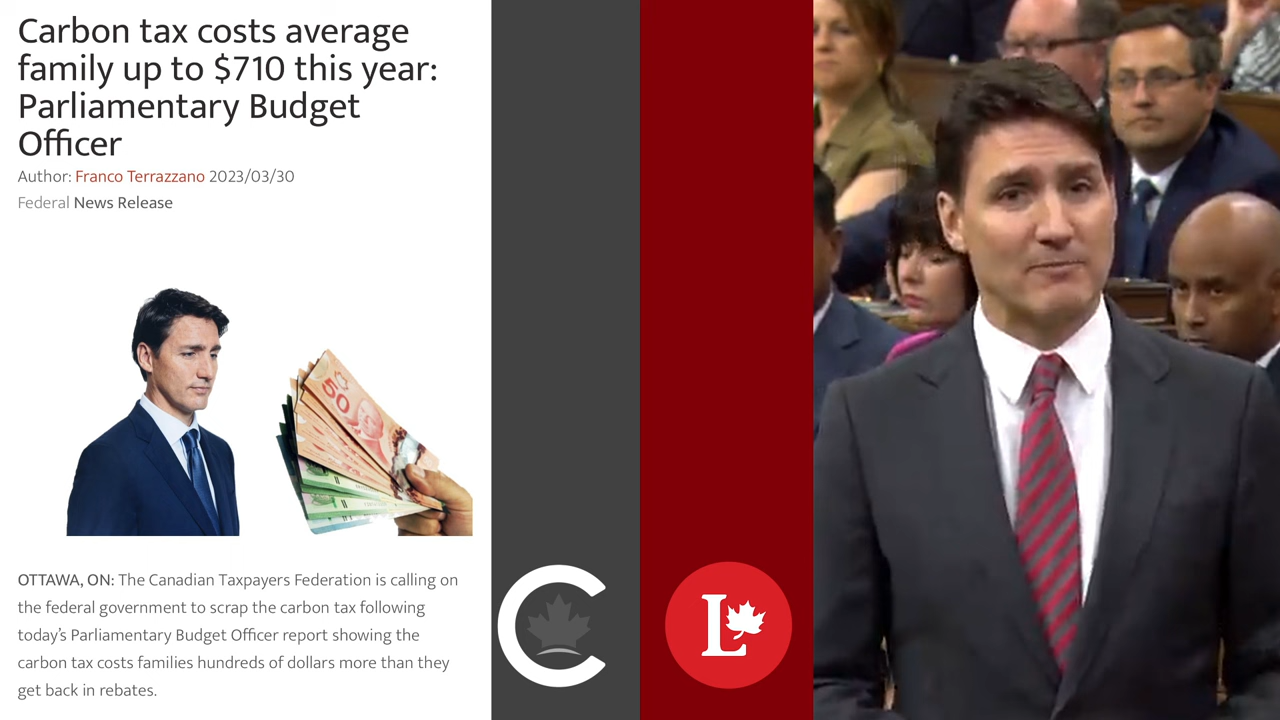 Carbon tax costs average
family up to $710 this year:
Parliamentary Budget
Officer
Author: Franco Terrazzano 2023/03/30
Federal News Release
50
OTTAWA, ON: The Canadian Taxpayers Federation is calling on
the federal government to scrap the carbon tax following
today’s Parliamentary Budget Officer report showing the
carbon tax costs families hundreds of dollars more than they
get back in rebates.
C
L